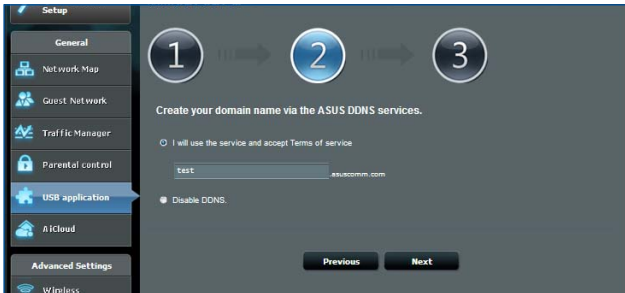 Setup
General
Network Map
Guest Network
Traffic Manager
Parental control
USB application
AiCloud
Advanced Settings
Wireless
1
2
3
Create your domain name via the ASUS DDNS services.
I will use the service and accept Terms of service
test .asuscomm.com
Disable DDNS.
Previous Next